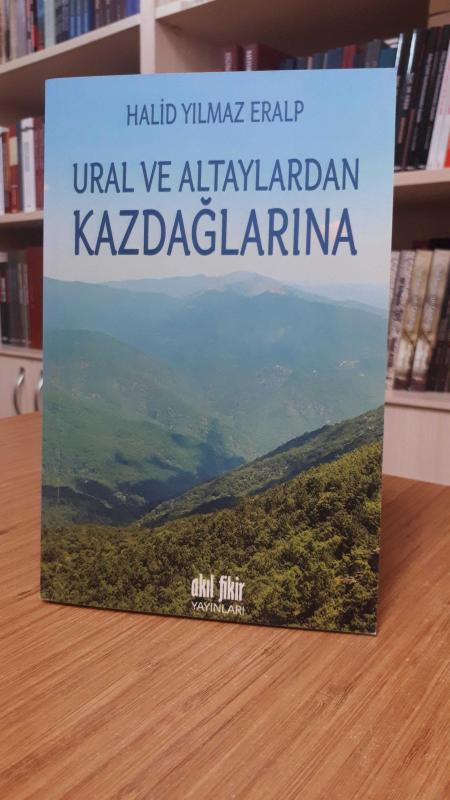 HALİD YILMAZ ERALP
URAL VE ALTAYLARDAN
KAZDAĞLARINA
akıl fikir
YAYINLARI